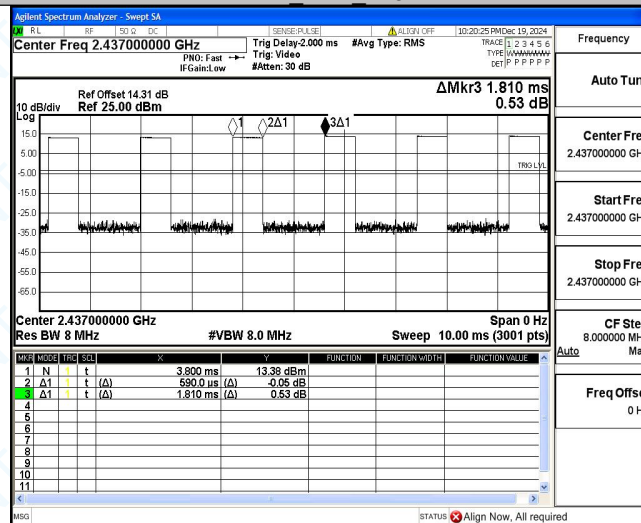 Agilent Spectrum Analyzer - Swept SA
RL RF 50 Ω DC SENSE:PULSE ALIGN OFF 10:20:25 PM Dec 19, 2024
Center Freq 2.437000000 GHz
PNO: Fast
IFGain:Low
Trig Delay-2.000 ms
Trig: Video
#Atten: 30 dB
#Avg Type: RMS
TRACE 1 2 3 4 5 6
TYPE WWWWWW
DET P P P P P P
Frequency
Auto Tun
Ref Offset 14.31 dB
10 dB/div Ref 25.00 dBm
Log
ΔMkr3 1.810 ms
0.53 dB
1 2Δ1 3Δ1
15.0
5.00
-5.00
-15.0
-25.0
-35.0
-45.0
-55.0
-65.0
TRIG LVL
Center Fre
2.437000000 GH
Start Fre
2.437000000 GH
Stop Fre
2.437000000 GH
CF Ste
8.000000 MH
Auto Ma
Freq Offse
0 H
Center 2.437000000 GHz Span 0 Hz
Res BW 8 MHz #VBW 8.0 MHz Sweep 10.00 ms (3001 pts)
MKR MODE TRC SCL X Y FUNCTION FUNCTION WIDTH FUNCTION VALUE
1 N 1 t 3.800 ms 13.38 dBm
2 Δ1 1 t (Δ) 590.0 µs (Δ) -0.05 dB
3 Δ1 1 t (Δ) 1.810 ms (Δ) 0.53 dB
4
5
6
7
8
9
10
11
MSG STATUS Align Now, All required